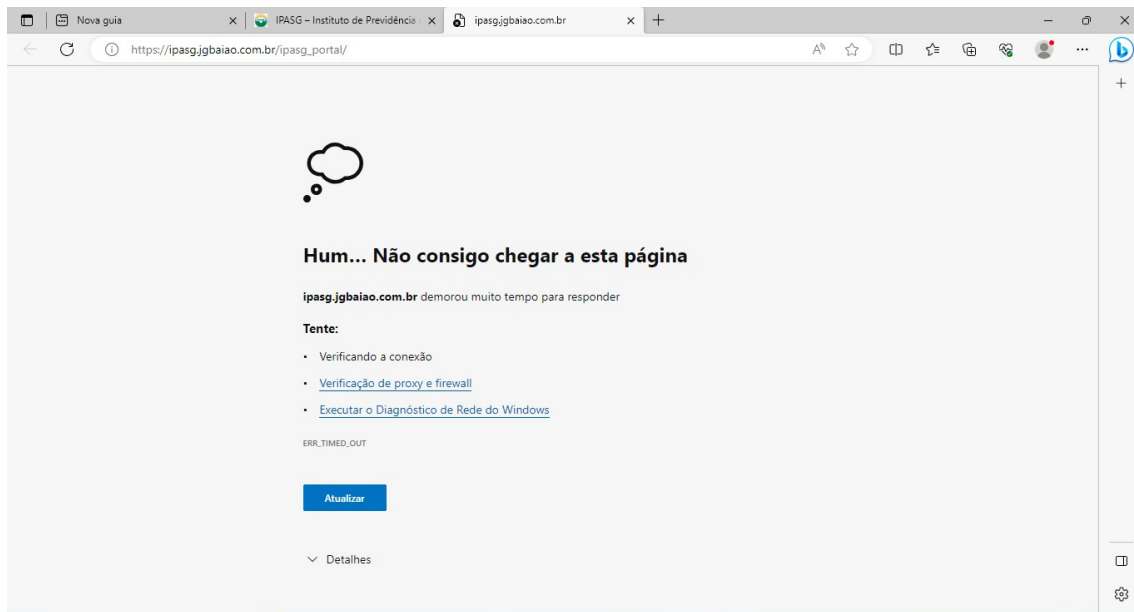 Nova guia
IPASG – Instituto de Previdência
ipasg.jgbaiao.com.br
https://ipasg.jgbaiao.com.br/ipasg_portal/
Hum... Não consigo chegar a esta página
ipasg.jgbaiao.com.br demorou muito tempo para responder
Tente:
• Verificando a conexão
• Verificação de proxy e firewall
• Executar o Diagnóstico de Rede do Windows
ERR_TIMED_OUT
Atualizar
Detalhes